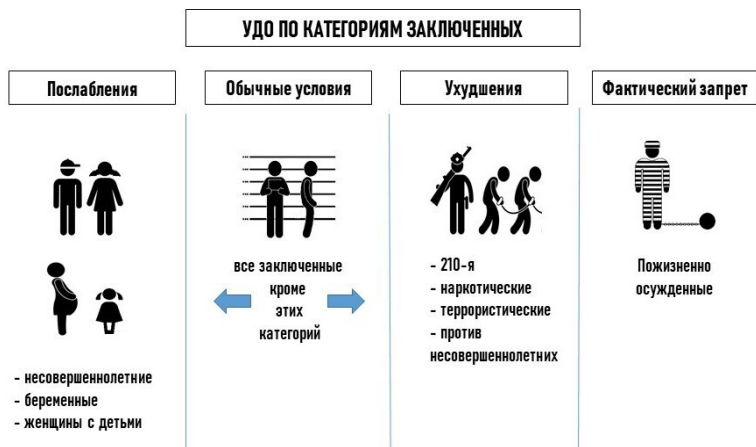 УДО ПО КАТЕГОРИЯМ ЗАКЛЮЧЕННЫХ
Послабления
- несовершеннолетние
- беременные
- женщины с детьми
Обычные условия
все заключенные
кроме
этих
категорий
Ухудшения
- 210-я
- наркотические
- террористические
- против
несовершеннолетних
Фактический запрет
Пожизненно
осужденные